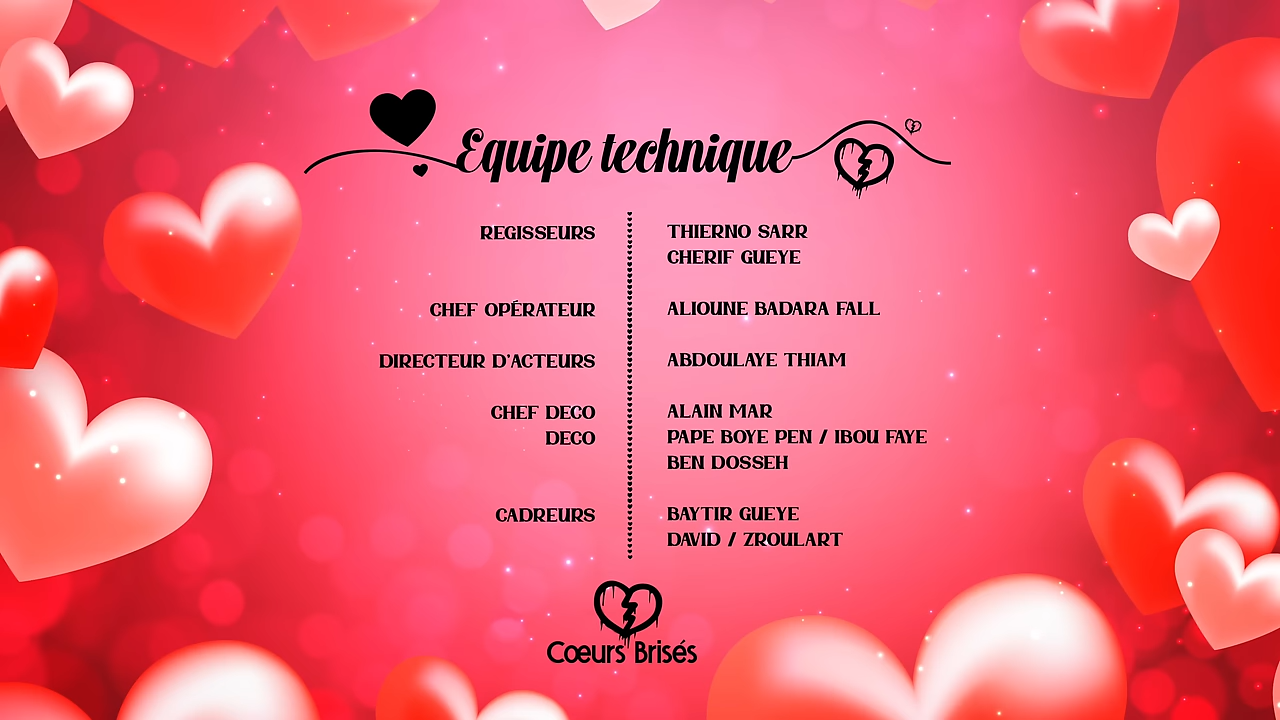 Equipe technique
REGISSEURS THIERNO SARR
CHERIF GUEYE
CHEF OPÉRATEUR ALIOUNE BADARA FALL
DIRECTEUR D'ACTEURS ABDOULAYE THIAM
CHEF DECO ALAIN MAR
DECO PAPE BOYE PEN / IBOU FAYE
BEN DOSSEH
CADREURS BAYTIR GUEYE
DAVID / ZROULART
Cœurs Brisés